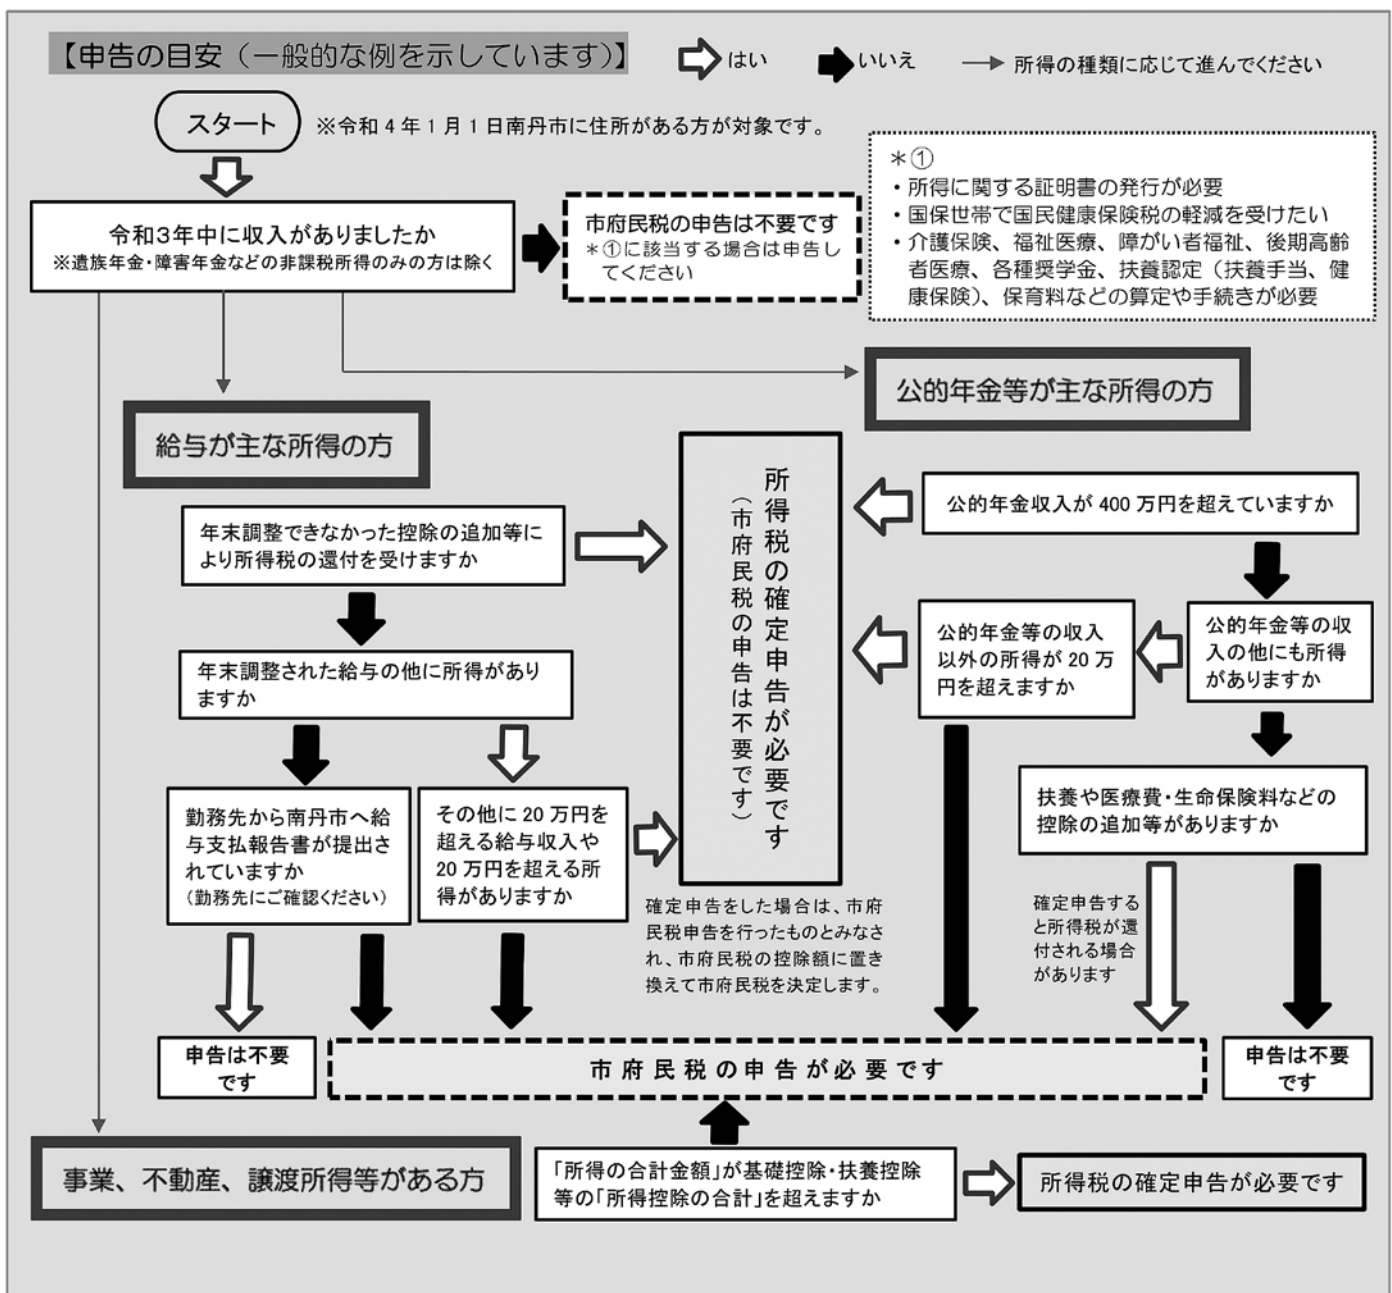 【申告の目安（一般的な例を示しています)】
はい
いいえ
所得の種類に応じて進んでください
スタート
※令和４年１月１日南丹市に住所がある方が対象です。
令和３年中に収入がありましたか
※遺族年金・障害年金などの非課税所得のみの方は除く
市府民税の申告は不要です
＊①に該当する場合は申告し
てください
＊①
・所得に関する証明書の発行が必要
・国保世帯で国民健康保険税の軽減を受けたい
・介護保険、福祉医療、障がい者福祉、後期高齢
者医療、各種奨学金、扶養認定（扶養手当、健
康保険）、保育料などの算定や手続きが必要
公的年金等が主な所得の方
給与が主な所得の方
年末調整できなかった控除の追加等に
より所得税の還付を受けますか
年末調整された給与の他に所得があり
ますか
勤務先から南丹市へ給
与支払報告書が提出さ
れていますか
（勤務先にご確認ください）
その他に 20 万円を
超える給与収入や
20 万円を超える所
得がありますか
所得税の確定申告が必要です
（市府民税の申告は不要です）
確定申告をした場合は、市府
民税申告を行ったものとみなさ
れ、市府民税の控除額に置き
換えて市府民税を決定します。
公的年金収入が 400 万円を超えていますか
公的年金等の収
入の他にも所得
がありますか
公的年金等の収入
以外の所得が 20 万
円を超えますか
扶養や医療費・生命保険料などの
控除の追加等がありますか
確定申告する
と所得税が還
付される場合
があります
申告は不要
です
市府民税の申告が必要です
申告は不要
です
事業、不動産、譲渡所得等がある方
「所得の合計金額」が基礎控除・扶養控除
等の「所得控除の合計」を超えますか
所得税の確定申告が必要です